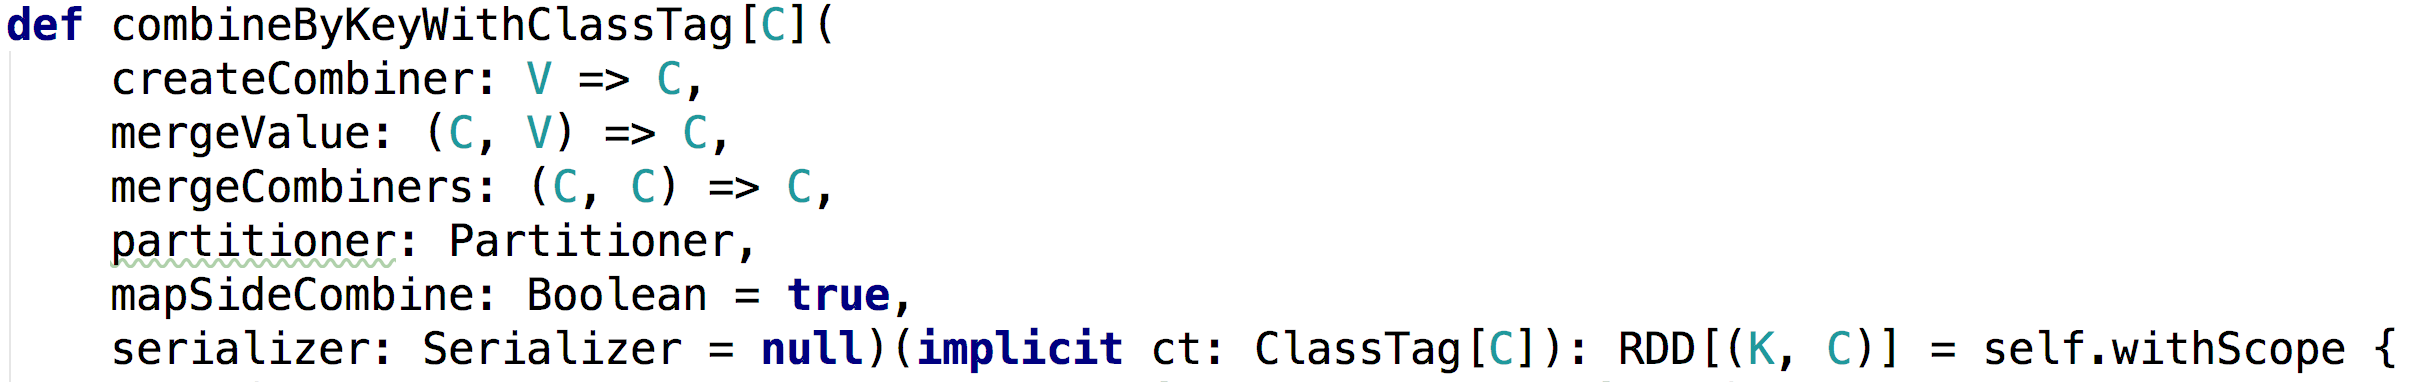 def combineByKeyWithClassTag[C](
    createCombiner: V => C,
    mergeValue: (C, V) => C,
    mergeCombiners: (C, C) => C,
    partitioner: Partitioner,
    mapSideCombine: Boolean = true,
    serializer: Serializer = null)(implicit ct: ClassTag[C]): RDD[(K, C)] = self.withScope {